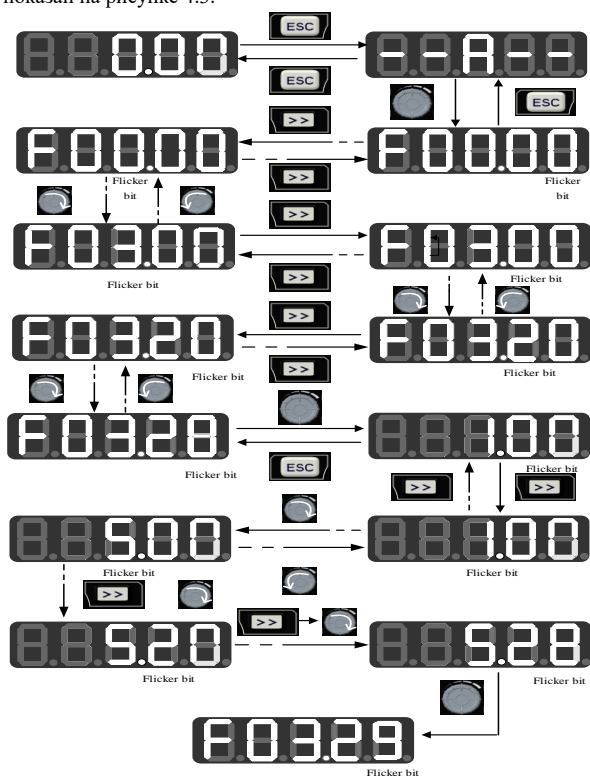 показан на рисунке
ESC
0.00
--A--
ESC
ESC
>>
F00.00
F00.00
Flicker bit
Flicker bit
>>
>>
F03.00
F03.00
Flicker bit
Flicker bit
>>
>>
F03.20
F03.20
Flicker bit
Flicker bit
>>
F03.28
1.00
Flicker bit
Flicker bit
ESC
>>
>>
5.00
1.00
Flicker bit
Flicker bit
>>
>>
5.20
5.28
Flicker bit
Flicker bit
F03.29
Flicker bit